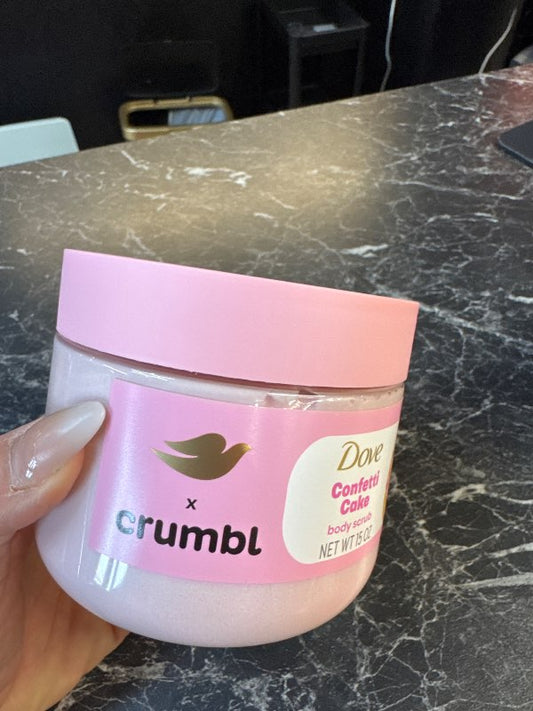 x
crumbl
Dove
Confetti
Cake
body scrub
NET WT 15 OZ